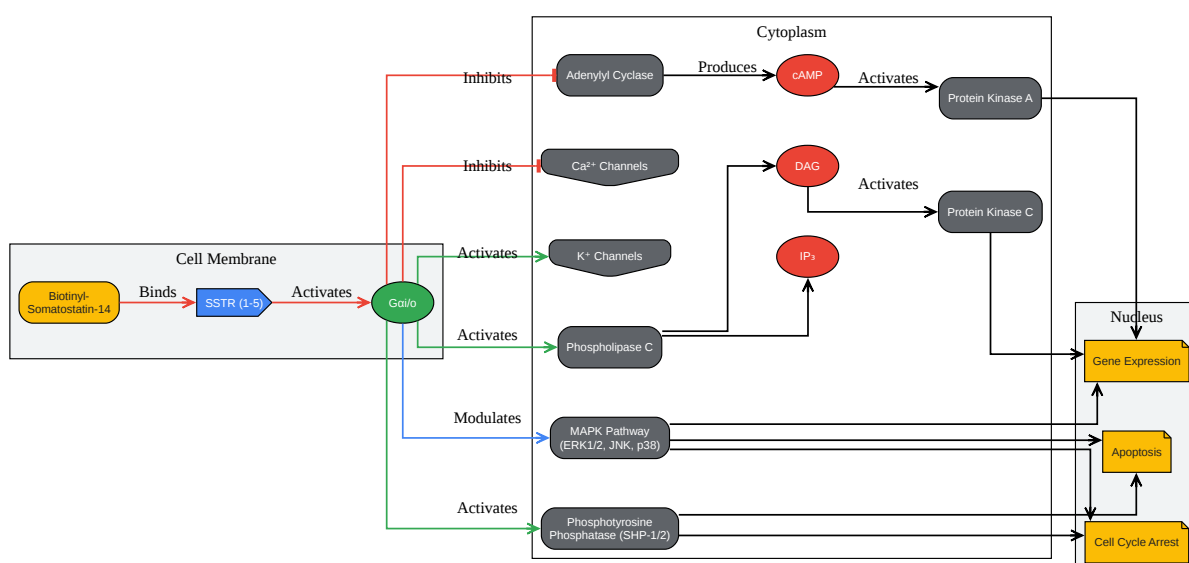 Cytoplasm
Inhibits
Adenylyl Cyclase
Produces
cAMP
Activates
Protein Kinase A
Inhibits
Ca²⁺ Channels
DAG
Activates
Protein Kinase C
Activates
K⁺ Channels
IP₃
Cell Membrane
Biotinyl-
Somatostatin-14
Binds
SSTR (1-5)
Activates
Gαi/o
Activates
Phospholipase C
Nucleus
Gene Expression
Modulates
MAPK Pathway
(ERK1/2, JNK, p38)
Apoptosis
Activates
Phosphotyrosine
Phosphatase (SHP-1/2)
Cell Cycle Arrest